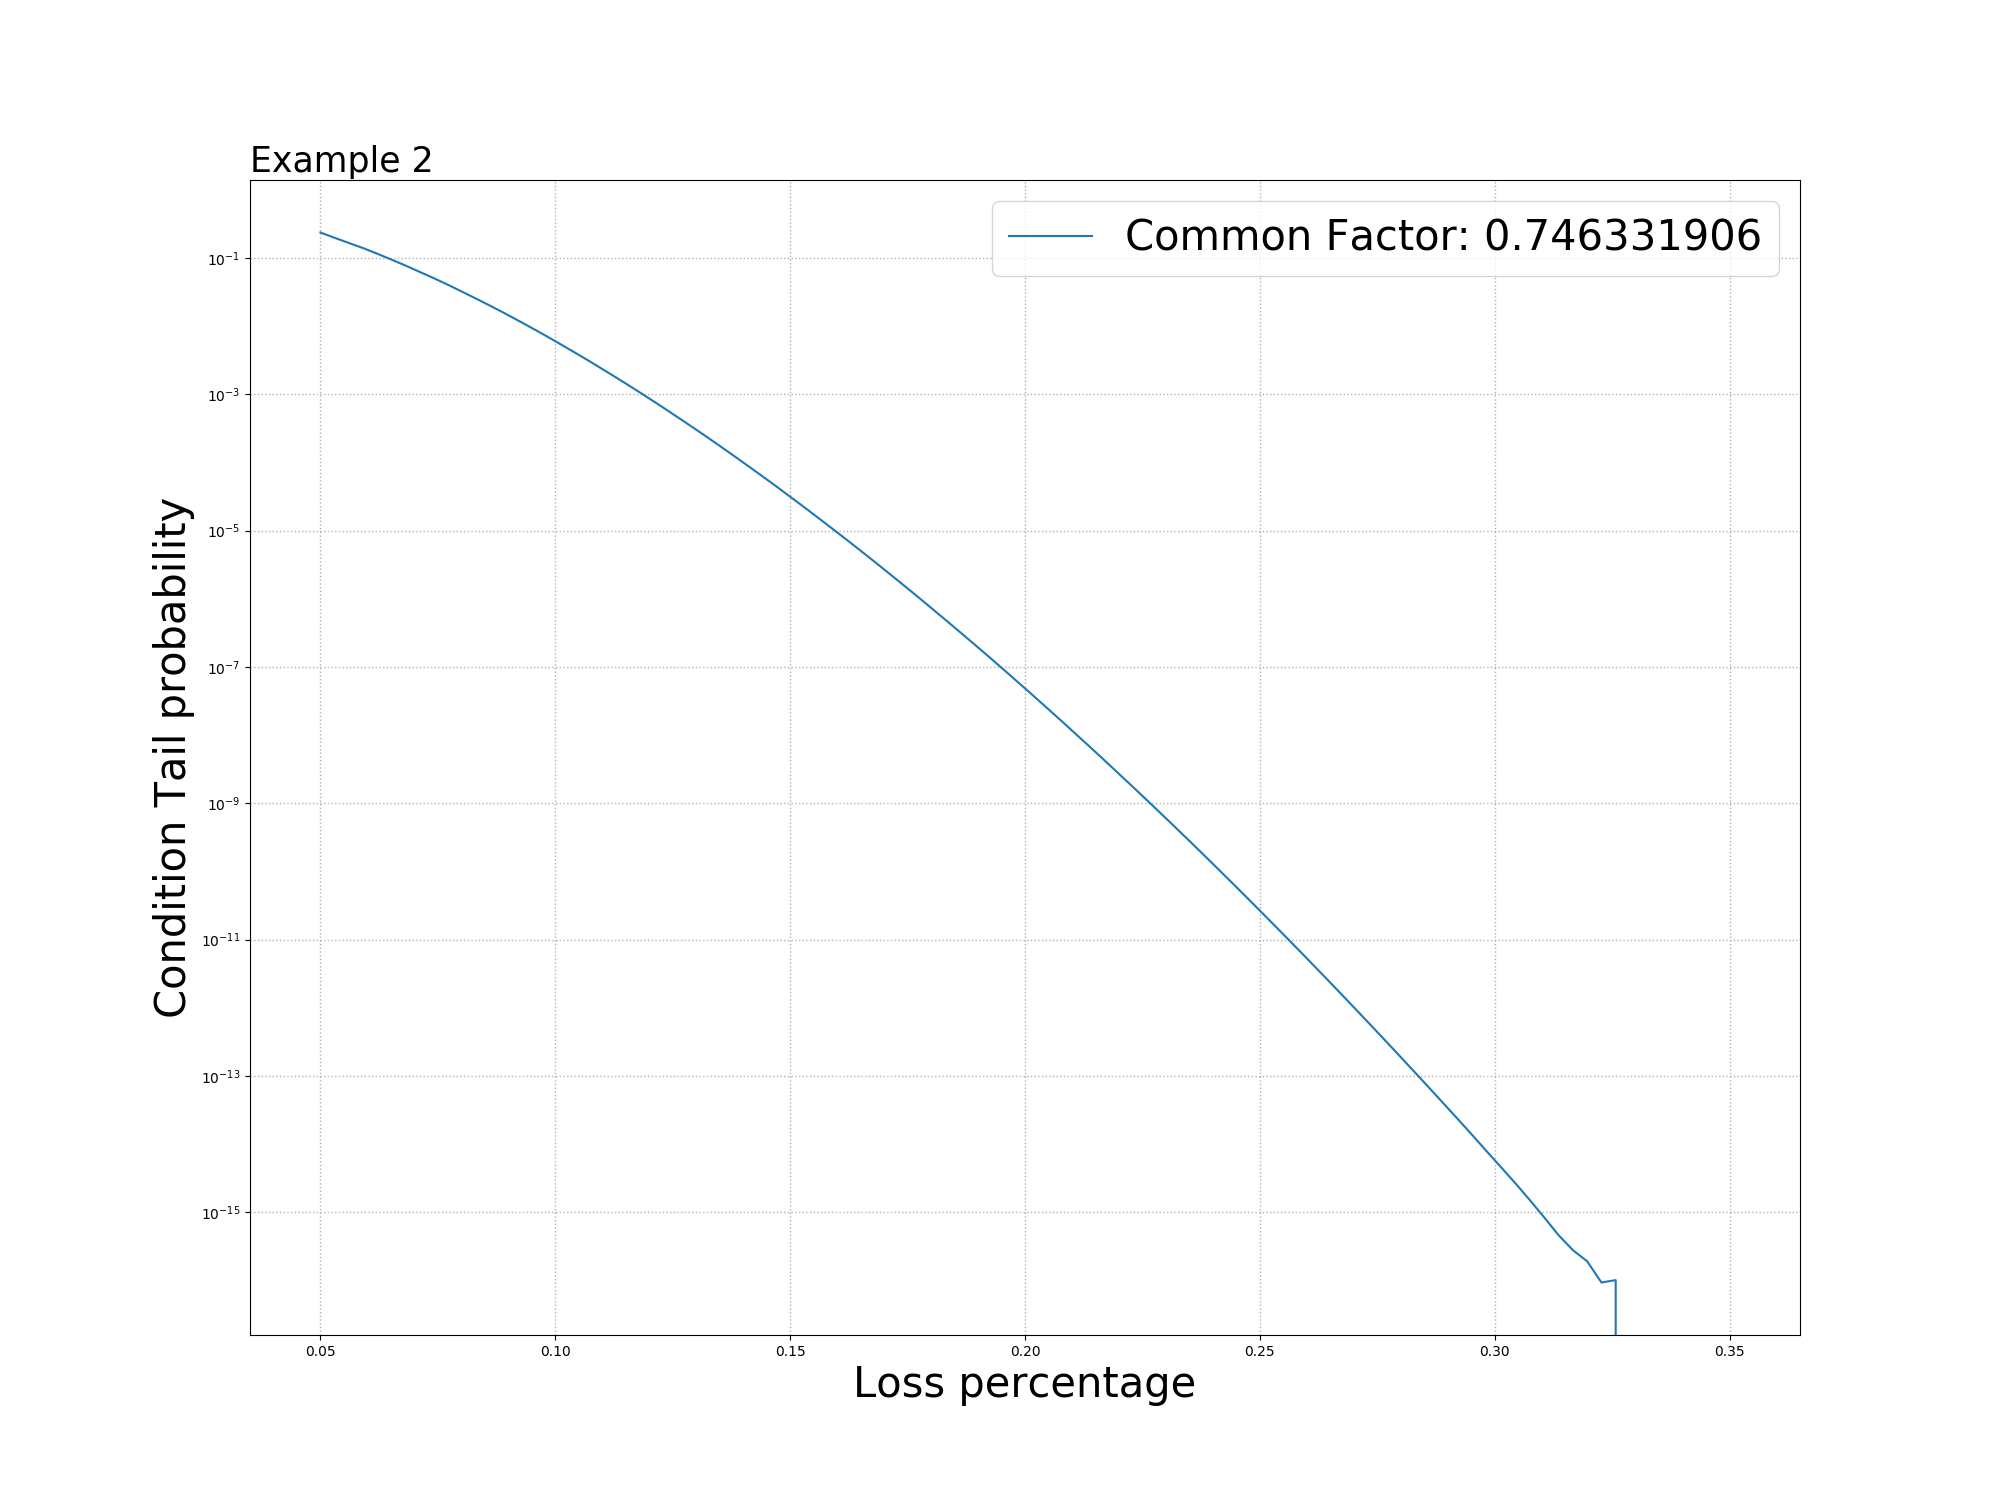 Example 2
Common Factor: 0.746331906
Condition Tail probability
10⁻¹
10⁻³
10⁻⁵
10⁻⁷
10⁻⁹
10⁻¹¹
10⁻¹³
10⁻¹⁵
0.05 0.10 0.15 0.20 0.25 0.30 0.35
Loss percentage